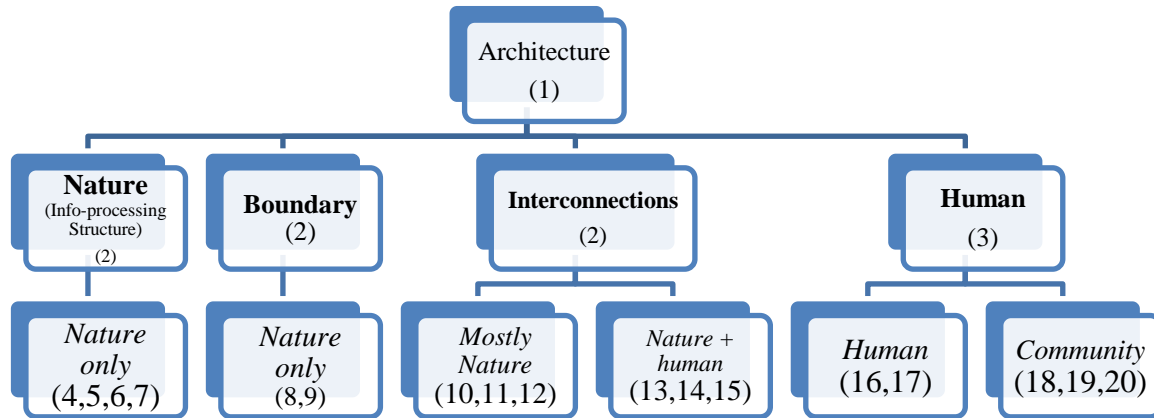 Architecture
(1)
Nature
(Info-processing
Structure)
(2)
Boundary
(2)
Interconnections
(2)
Human
(3)
Nature
only
(4,5,6,7)
Nature
only
(8,9)
Mostly
Nature
(10,11,12)
Nature +
human
(13,14,15)
Human
(16,17)
Community
(18,19,20)